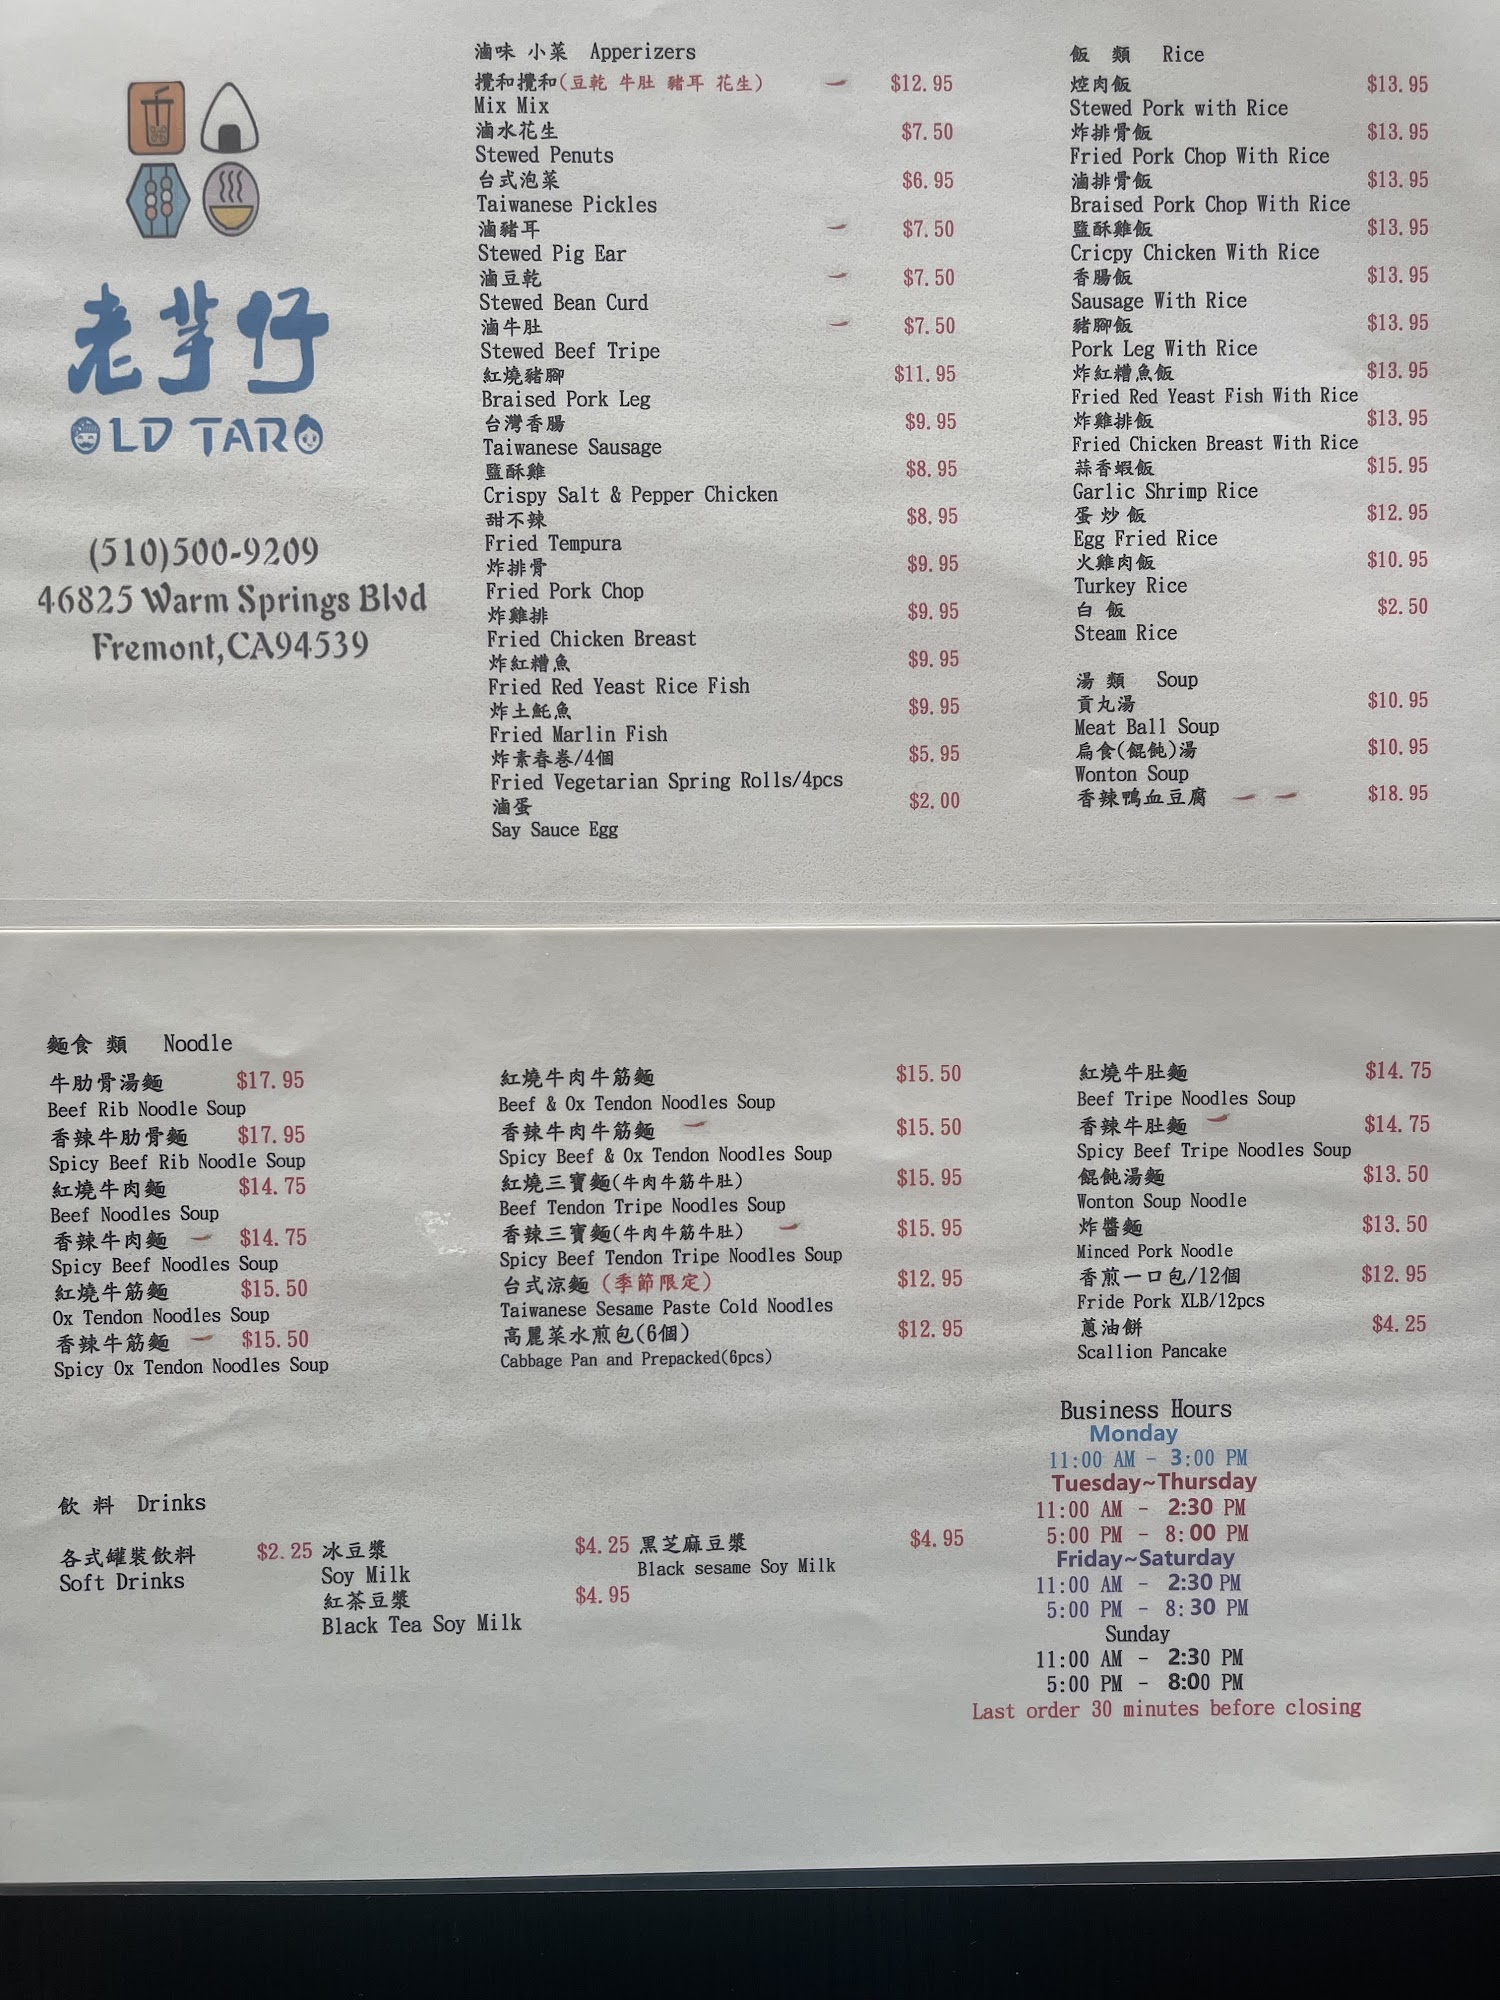 老芋仔
OLD TARO
(510)500-9209
46825 Warm Springs Blvd
Fremont,CA94539
滷味 小菜 Apperizers
攪和攪和(豆乾 牛肚 豬耳 花生) $12.95
Mix Mix
滷水花生 $7.50
Stewed Penuts
台式泡菜 $6.95
Taiwanese Pickles
滷豬耳 $7.50
Stewed Pig Ear
滷豆乾 $7.50
Stewed Bean Curd
滷牛肚 $7.50
Stewed Beef Tripe
紅燒豬腳 $11.95
Braised Pork Leg
台灣香腸 $9.95
Taiwanese Sausage
鹽酥雞 $8.95
Crispy Salt & Pepper Chicken
甜不辣 $8.95
Fried Tempura
炸排骨 $9.95
Fried Pork Chop
炸雞排 $9.95
Fried Chicken Breast
炸紅糟魚 $9.95
Fried Red Yeast Rice Fish
炸土魠魚 $9.95
Fried Marlin Fish
炸素春卷/4個 $5.95
Fried Vegetarian Spring Rolls/4pcs
滷蛋 $2.00
Say Sauce Egg
飯 類 Rice
焢肉飯 $13.95
Stewed Pork with Rice
炸排骨飯 $13.95
Fried Pork Chop With Rice
滷排骨飯 $13.95
Braised Pork Chop With Rice
鹽酥雞飯 $13.95
Cricpy Chicken With Rice
香腸飯 $13.95
Sausage With Rice
豬腳飯 $13.95
Pork Leg With Rice
炸紅糟魚飯 $13.95
Fried Red Yeast Fish With Rice
炸雞排飯 $13.95
Fried Chicken Breast With Rice
蒜香蝦飯 $15.95
Garlic Shrimp Rice
蛋炒飯 $12.95
Egg Fried Rice
火雞肉飯 $10.95
Turkey Rice
白 飯 $2.50
Steam Rice
湯 類 Soup
貢丸湯 $10.95
Meat Ball Soup
扁食(餛飩)湯 $10.95
Wonton Soup
香辣鴨血豆腐 $18.95
麵食 類 Noodle
牛肋骨湯麵 $17.95
Beef Rib Noodle Soup
香辣牛肋骨麵 $17.95
Spicy Beef Rib Noodle Soup
紅燒牛肉麵 $14.75
Beef Noodles Soup
香辣牛肉麵 $14.75
Spicy Beef Noodles Soup
紅燒牛筋麵 $15.50
Ox Tendon Noodles Soup
香辣牛筋麵 $15.50
Spicy Ox Tendon Noodles Soup
紅燒牛肉牛筋麵 $15.50
Beef & Ox Tendon Noodles Soup
香辣牛肉牛筋麵 $15.50
Spicy Beef & Ox Tendon Noodles Soup
紅燒三寶麵(牛肉牛筋牛肚) $15.95
Beef Tendon Tripe Noodles Soup
香辣三寶麵(牛肉牛筋牛肚) $15.95
Spicy Beef Tendon Tripe Noodles Soup
台式涼麵 (季節限定) $12.95
Taiwanese Sesame Paste Cold Noodles
高麗菜水煎包(6個) $12.95
Cabbage Pan and Prepacked(6pcs)
紅燒牛肚麵 $14.75
Beef Tripe Noodles Soup
香辣牛肚麵 $14.75
Spicy Beef Tripe Noodles Soup
餛飩湯麵 $13.50
Wonton Soup Noodle
炸醬麵 $13.50
Minced Pork Noodle
香煎一口包/12個 $12.95
Fride Pork XLB/12pcs
蔥油餅 $4.25
Scallion Pancake
飲 料 Drinks
各式罐裝飲料 $2.25
Soft Drinks
冰豆漿 $4.25
Soy Milk
紅茶豆漿 $4.95
Black Tea Soy Milk
黑芝麻豆漿 $4.95
Black sesame Soy Milk
Business Hours
Monday
11:00 AM - 3:00 PM
Tuesday~Thursday
11:00 AM - 2:30 PM
5:00 PM - 8:00 PM
Friday~Saturday
11:00 AM - 2:30 PM
5:00 PM - 8:30 PM
Sunday
11:00 AM - 2:30 PM
5:00 PM - 8:00 PM
Last order 30 minutes before closing